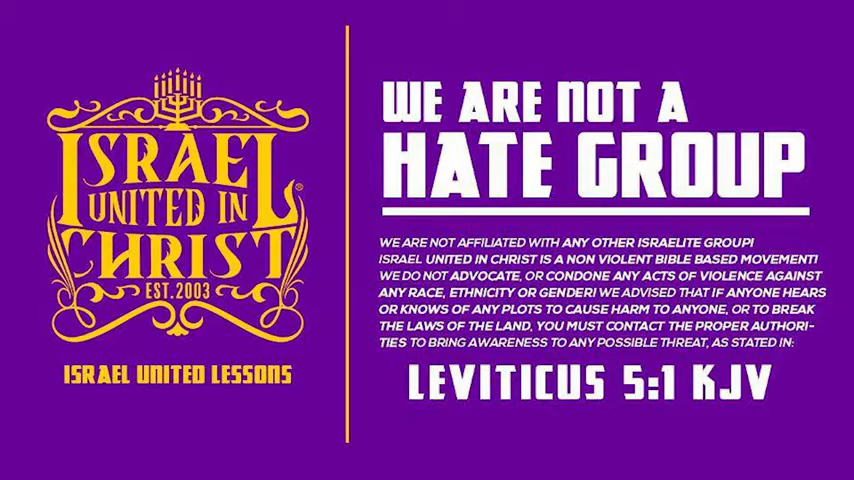 ISRAEL
UNITED IN
CHRIST
®
EST. 2003
ISRAEL UNITED LESSONS
WE ARE NOT A
HATE GROUP
WE ARE NOT AFFILIATED WITH ANY OTHER ISRAELITE GROUP!
ISRAEL UNITED IN CHRIST IS A NON VIOLENT BIBLE BASED MOVEMENT!
WE DO NOT ADVOCATE, OR CONDONE ANY ACTS OF VIOLENCE AGAINST
ANY RACE, ETHNICITY OR GENDER! WE ADVISED THAT IF ANYONE HEARS
OR KNOWS OF ANY PLOTS TO CAUSE HARM TO ANYONE, OR TO BREAK
THE LAWS OF THE LAND, YOU MUST CONTACT THE PROPER AUTHORI-
TIES TO BRING AWARENESS TO ANY POSSIBLE THREAT, AS STATED IN:
LEVITICUS 5:1 KJV